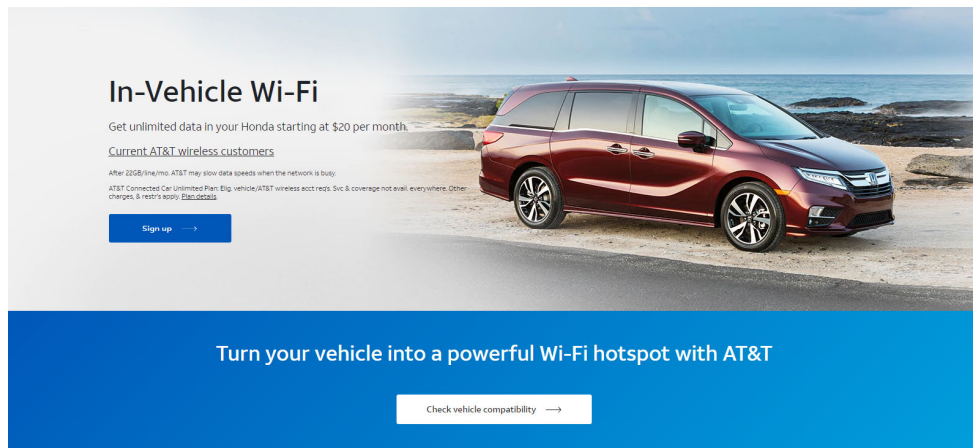 In-Vehicle Wi-Fi
Get unlimited data in your Honda starting at $20 per month.
Current AT&T wireless customers
After 22GB/line/mo. AT&T may slow data speeds when the network is busy.
AT&T Connected Car Unlimited Plan: Elig. vehicle/AT&T wireless acct req's. Svc & coverage not avail. everywhere. Other
charges, & restr's apply. Plan details.
Sign up
Turn your vehicle into a powerful Wi-Fi hotspot with AT&T
Check vehicle compatibility